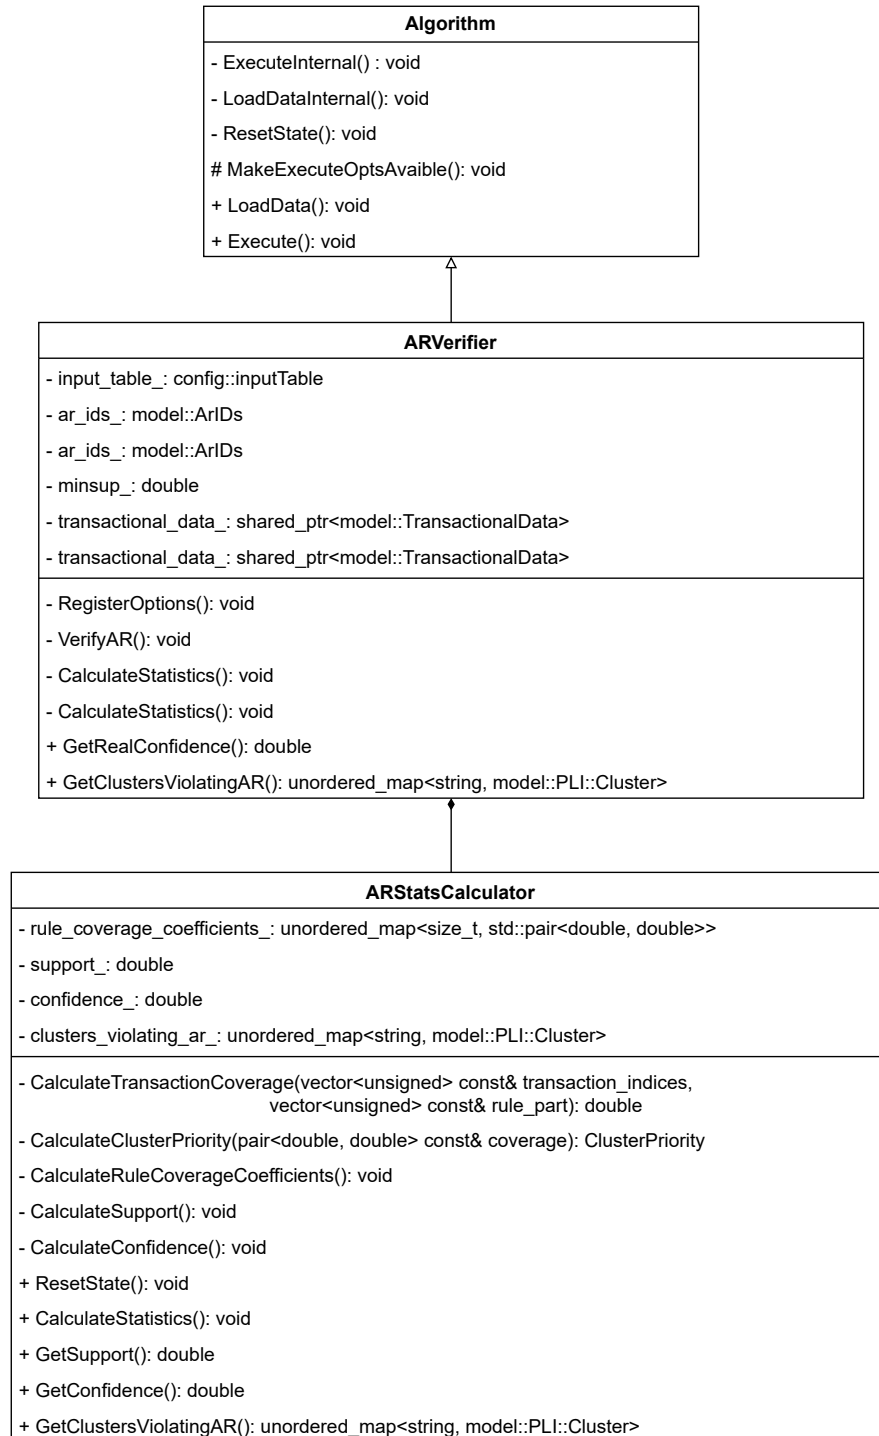 Algorithm
- ExecuteInternal() : void
- LoadDataInternal(): void
- ResetState(): void
# MakeExecuteOptsAvaible(): void
+ LoadData(): void
+ Execute(): void
ARVerifier
- input_table_: config::inputTable
- ar_ids_: model::ArIDs
- ar_ids_: model::ArIDs
- minsup_: double
- transactional_data_: shared_ptr<model::TransactionalData>
- transactional_data_: shared_ptr<model::TransactionalData>
- RegisterOptions(): void
- VerifyAR(): void
- CalculateStatistics(): void
- CalculateStatistics(): void
+ GetRealConfidence(): double
+ GetClustersViolatingAR(): unordered_map<string, model::PLI::Cluster>
ARStatsCalculator
- rule_coverage_coefficients_: unordered_map<size_t, std::pair<double, double>>
- support_: double
- confidence_: double
- clusters_violating_ar_: unordered_map<string, model::PLI::Cluster>
- CalculateTransactionCoverage(vector<unsigned> const& transaction_indices,
vector<unsigned> const& rule_part): double
- CalculateClusterPriority(pair<double, double> const& coverage): ClusterPriority
- CalculateRuleCoverageCoefficients(): void
- CalculateSupport(): void
- CalculateConfidence(): void
+ ResetState(): void
+ CalculateStatistics(): void
+ GetSupport(): double
+ GetConfidence(): double
+ GetClustersViolatingAR(): unordered_map<string, model::PLI::Cluster>